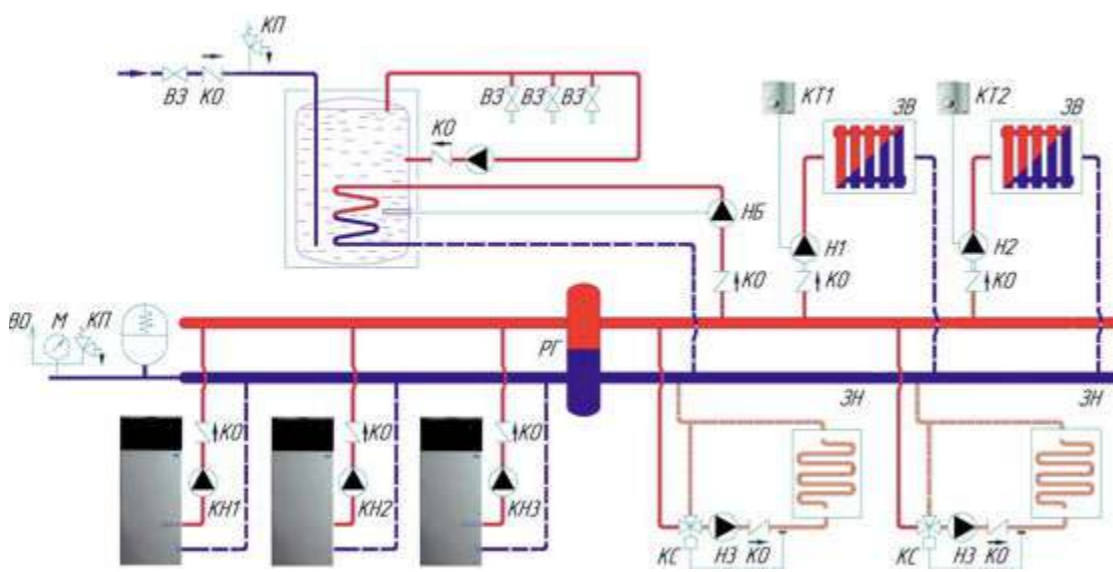 КП
ВЗ КО
ВЗ ВЗ ВЗ
КО
КТ1
ЗВ
КТ2
ЗВ
НБ
Н1
Н2
КО
КО
КО
ВО М КП
РГ
ЗН
ЗН
КО
КО
КО
КН1
КН2
КН3
КС НЗ КО
КС НЗ КО